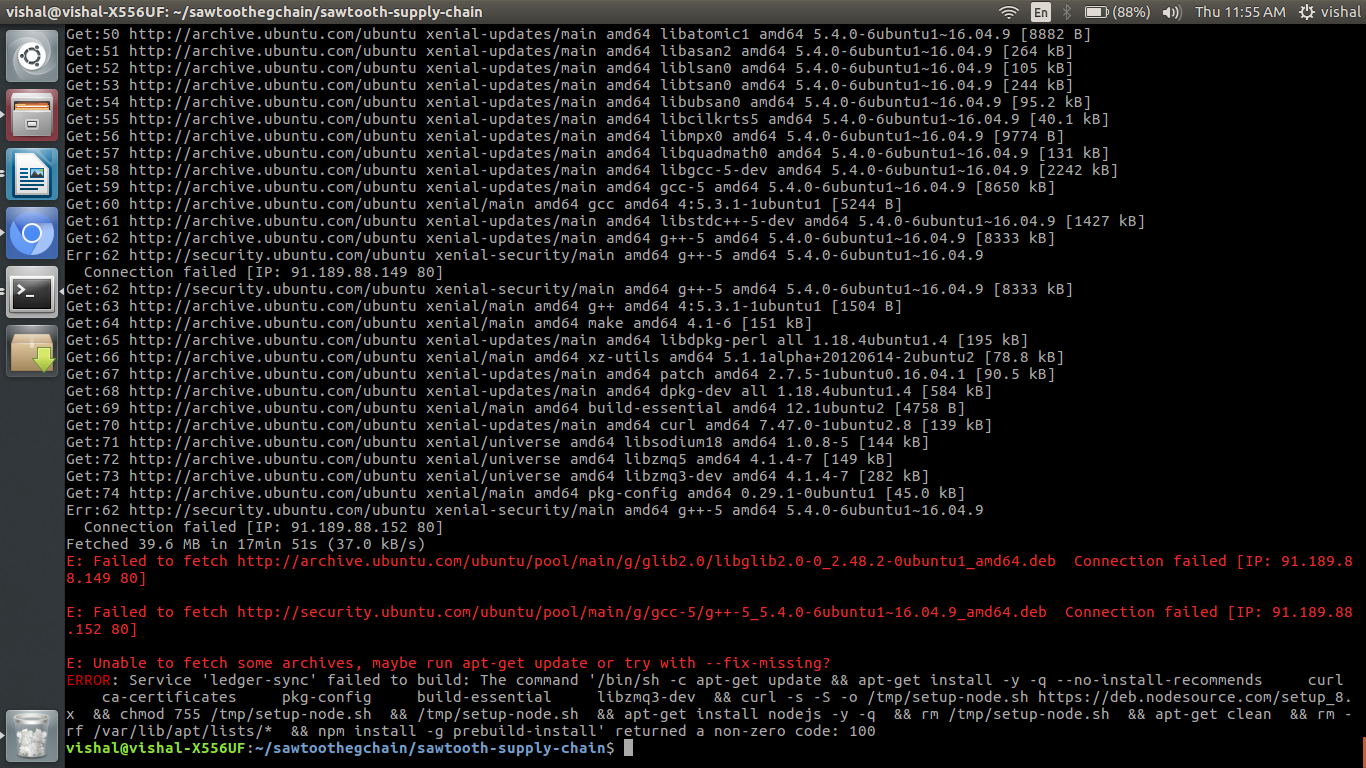 vishal@vishal-X556UF: ~/sawtoothegchain/sawtooth-supply-chain
En
(88%)
Thu 11:55 AM
vishal
Get:50 http://archive.ubuntu.com/ubuntu xenial-updates/main amd64 libatomic1 amd64 5.4.0-6ubuntu1~16.04.9 [8882 B]
Get:51 http://archive.ubuntu.com/ubuntu xenial-updates/main amd64 libasan2 amd64 5.4.0-6ubuntu1~16.04.9 [264 kB]
Get:52 http://archive.ubuntu.com/ubuntu xenial-updates/main amd64 liblsan0 amd64 5.4.0-6ubuntu1~16.04.9 [105 kB]
Get:53 http://archive.ubuntu.com/ubuntu xenial-updates/main amd64 libtsan0 amd64 5.4.0-6ubuntu1~16.04.9 [244 kB]
Get:54 http://archive.ubuntu.com/ubuntu xenial-updates/main amd64 libubsan0 amd64 5.4.0-6ubuntu1~16.04.9 [95.2 kB]
Get:55 http://archive.ubuntu.com/ubuntu xenial-updates/main amd64 libcilkrts5 amd64 5.4.0-6ubuntu1~16.04.9 [40.1 kB]
Get:56 http://archive.ubuntu.com/ubuntu xenial-updates/main amd64 libmpx0 amd64 5.4.0-6ubuntu1~16.04.9 [9774 B]
Get:57 http://archive.ubuntu.com/ubuntu xenial-updates/main amd64 libquadmath0 amd64 5.4.0-6ubuntu1~16.04.9 [131 kB]
Get:58 http://archive.ubuntu.com/ubuntu xenial-updates/main amd64 libgcc-5-dev amd64 5.4.0-6ubuntu1~16.04.9 [2242 kB]
Get:59 http://archive.ubuntu.com/ubuntu xenial-updates/main amd64 gcc-5 amd64 5.4.0-6ubuntu1~16.04.9 [8650 kB]
Get:60 http://archive.ubuntu.com/ubuntu xenial/main amd64 gcc amd64 4:5.3.1-1ubuntu1 [5244 B]
Get:61 http://archive.ubuntu.com/ubuntu xenial-updates/main amd64 libstdc++-5-dev amd64 5.4.0-6ubuntu1~16.04.9 [1427 kB]
Get:62 http://archive.ubuntu.com/ubuntu xenial-updates/main amd64 g++-5 amd64 5.4.0-6ubuntu1~16.04.9 [8333 kB]
Err:62 http://security.ubuntu.com/ubuntu xenial-security/main amd64 g++-5 amd64 5.4.0-6ubuntu1~16.04.9
Connection failed [IP: 91.189.88.149 80]
Get:62 http://security.ubuntu.com/ubuntu xenial-security/main amd64 g++-5 amd64 5.4.0-6ubuntu1~16.04.9 [8333 kB]
Get:63 http://archive.ubuntu.com/ubuntu xenial/main amd64 g++ amd64 4:5.3.1-1ubuntu1 [1504 B]
Get:64 http://archive.ubuntu.com/ubuntu xenial/main amd64 make amd64 4.1-6 [151 kB]
Get:65 http://archive.ubuntu.com/ubuntu xenial-updates/main amd64 libdpkg-perl all 1.18.4ubuntu1.4 [195 kB]
Get:66 http://archive.ubuntu.com/ubuntu xenial/main amd64 xz-utils amd64 5.1.1alpha+20120614-2ubuntu2 [78.8 kB]
Get:67 http://archive.ubuntu.com/ubuntu xenial-updates/main amd64 patch amd64 2.7.5-1ubuntu0.16.04.1 [90.5 kB]
Get:68 http://archive.ubuntu.com/ubuntu xenial-updates/main amd64 dpkg-dev all 1.18.4ubuntu1.4 [584 kB]
Get:69 http://archive.ubuntu.com/ubuntu xenial/main amd64 build-essential amd64 12.1ubuntu2 [4758 B]
Get:70 http://archive.ubuntu.com/ubuntu xenial-updates/main amd64 curl amd64 7.47.0-1ubuntu2.8 [139 kB]
Get:71 http://archive.ubuntu.com/ubuntu xenial/universe amd64 libsodium18 amd64 1.0.8-5 [144 kB]
Get:72 http://archive.ubuntu.com/ubuntu xenial/universe amd64 libzmq5 amd64 4.1.4-7 [149 kB]
Get:73 http://archive.ubuntu.com/ubuntu xenial/universe amd64 libzmq3-dev amd64 4.1.4-7 [282 kB]
Get:74 http://archive.ubuntu.com/ubuntu xenial/main amd64 pkg-config amd64 0.29.1-0ubuntu1 [45.0 kB]
Err:62 http://security.ubuntu.com/ubuntu xenial-security/main amd64 g++-5 amd64 5.4.0-6ubuntu1~16.04.9
Connection failed [IP: 91.189.88.152 80]
Fetched 39.6 MB in 17min 51s (37.0 kB/s)
E: Failed to fetch http://archive.ubuntu.com/ubuntu/pool/main/g/glib2.0/libglib2.0-0_2.48.2-0ubuntu1_amd64.deb  Connection failed [IP: 91.189.8
8.149 80]
E: Failed to fetch http://security.ubuntu.com/ubuntu/pool/main/g/gcc-5/g++-5_5.4.0-6ubuntu1~16.04.9_amd64.deb  Connection failed [IP: 91.189.88
.152 80]
E: Unable to fetch some archives, maybe run apt-get update or try with --fix-missing?
ERROR: Service 'ledger-sync' failed to build: The command '/bin/sh -c apt-get update && apt-get install -y -q --no-install-recommends     curl
ca-certificates     pkg-config     build-essential     libzmq3-dev  && curl -s -S -o /tmp/setup-node.sh https://deb.nodesource.com/setup_8.
x  && chmod 755 /tmp/setup-node.sh  && /tmp/setup-node.sh  && apt-get install nodejs -y -q  && rm /tmp/setup-node.sh  && apt-get clean  && rm -
rf /var/lib/apt/lists/*  && npm install -g prebuild-install' returned a non-zero code: 100
vishal@vishal-X556UF:~/sawtoothegchain/sawtooth-supply-chain$